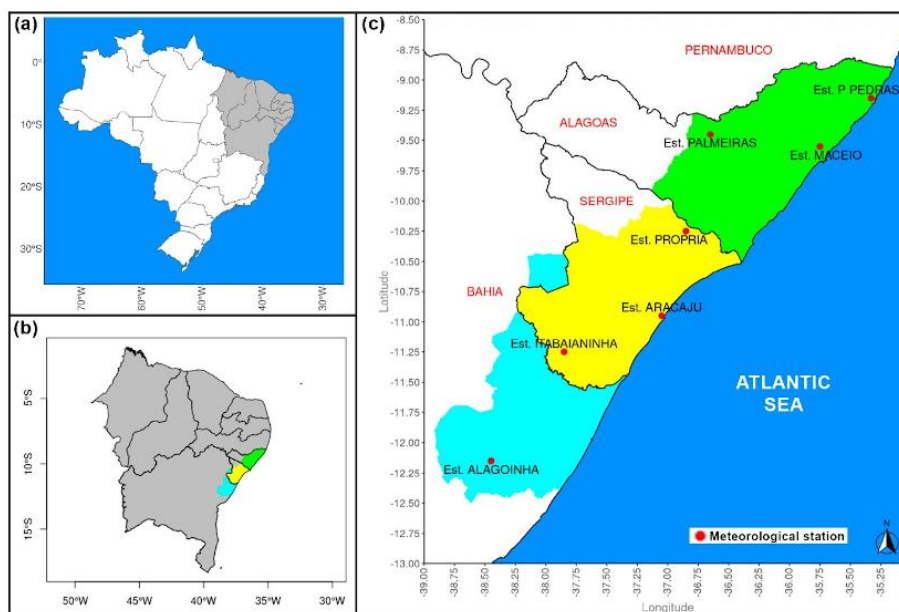 (a)
0°
10°S
20°S
30°S
70°W
60°W
50°W
40°W
30°W
(b)
5°S
10°S
15°S
50°W
45°W
40°W
35°W
30°W
(c)
-8.50
-8.75
-9.00
-9.25
-9.50
-9.75
-10.00
-10.25
-10.50
-10.75
-11.00
-11.25
-11.50
-11.75
-12.00
-12.25
-12.50
-12.75
-13.00
Latitude
PERNAMBUCO
Est. P PEDRAS
ALAGOAS
Est. PALMEIRAS
Est. MACEIO
SERGIPE
Est. PROPRIA
BAHIA
Est. ARACAJU
Est. ITABAIANINHA
ATLANTIC
SEA
Est. ALAGOINHA
Meteorological station
N
-39.00
-38.75
-38.50
-38.25
-38.00
-37.75
-37.50
-37.25
-37.00
-36.75
-36.50
-36.25
-36.00
-35.75
-35.50
-35.25
Longitude